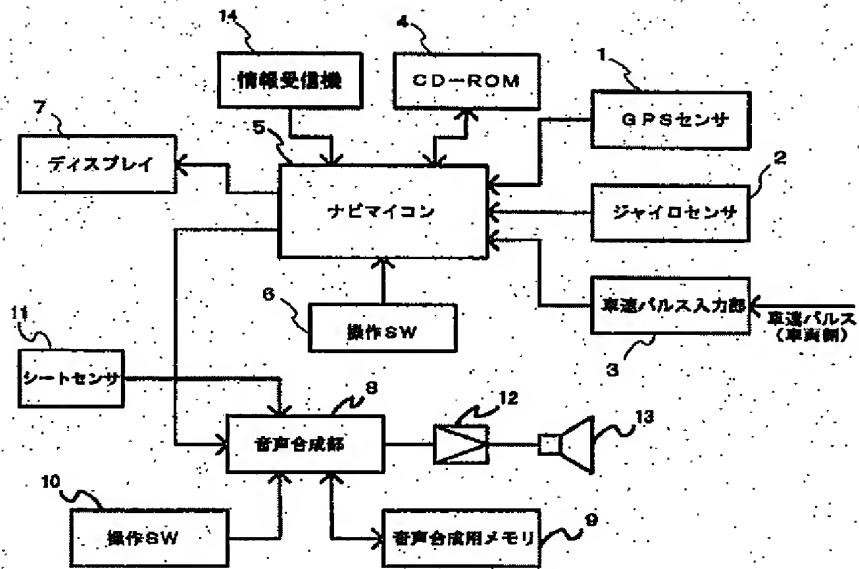 14
情報受信機
4
CD-ROM
1
GPSセンサ
7
ディスプレイ
5
ナビマイコン
2
ジャイロセンサ
6
操作SW
3
車速パルス入力部
車速パルス
(車両側)
11
シートセンサ
8
音声合成部
12
13
10
操作SW
9
音声合成用メモリ